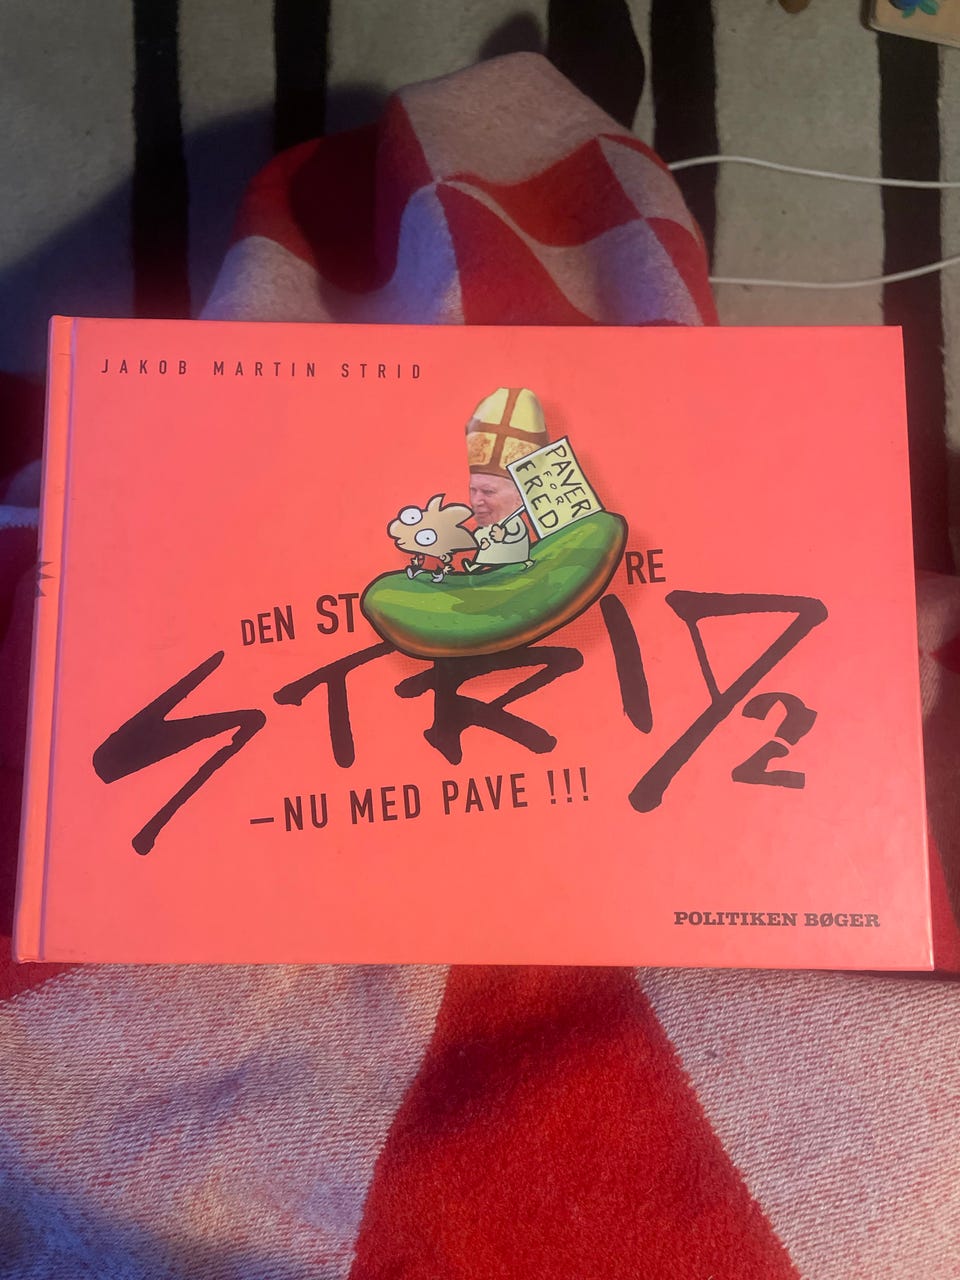 JAKOB MARTIN STRID
PAVER
FOR
FRED
DEN ST RE
STRID 2
—NU MED PAVE !!!
POLITIKEN BØGER